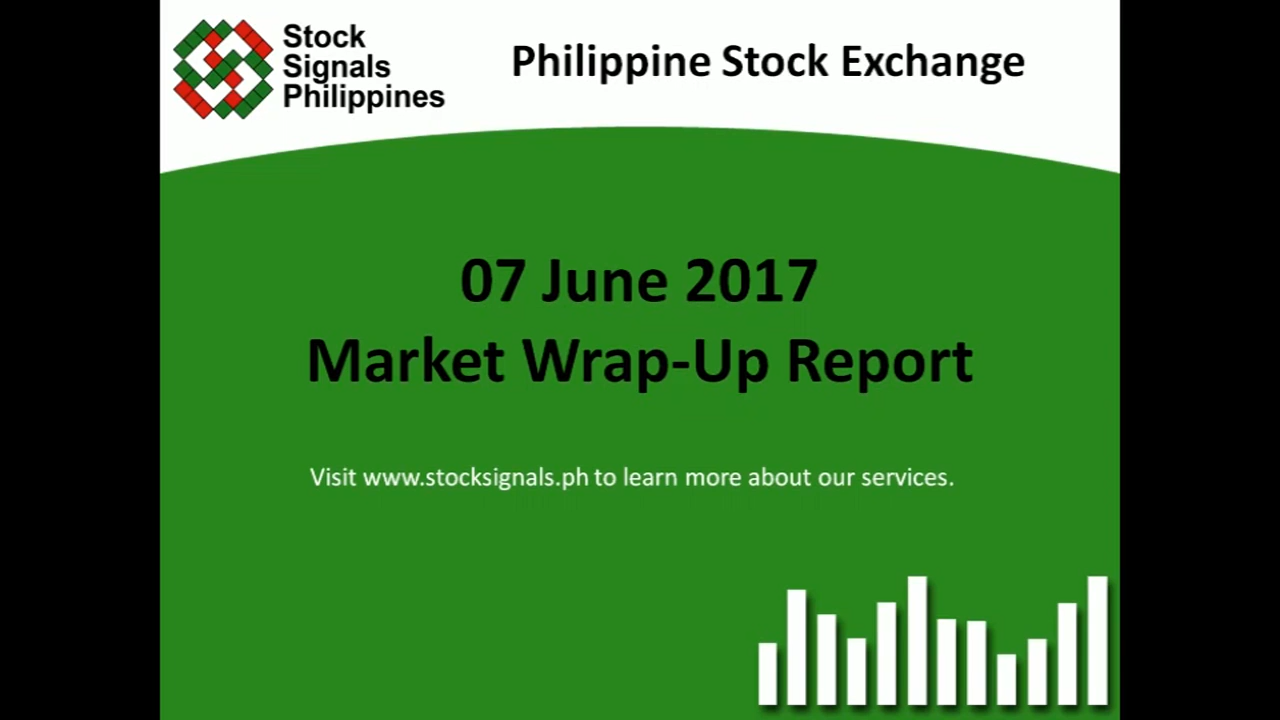 Stock
Signals
Philippines
Philippine Stock Exchange
07 June 2017
Market Wrap-Up Report
Visit www.stocksignals.ph to learn more about our services.